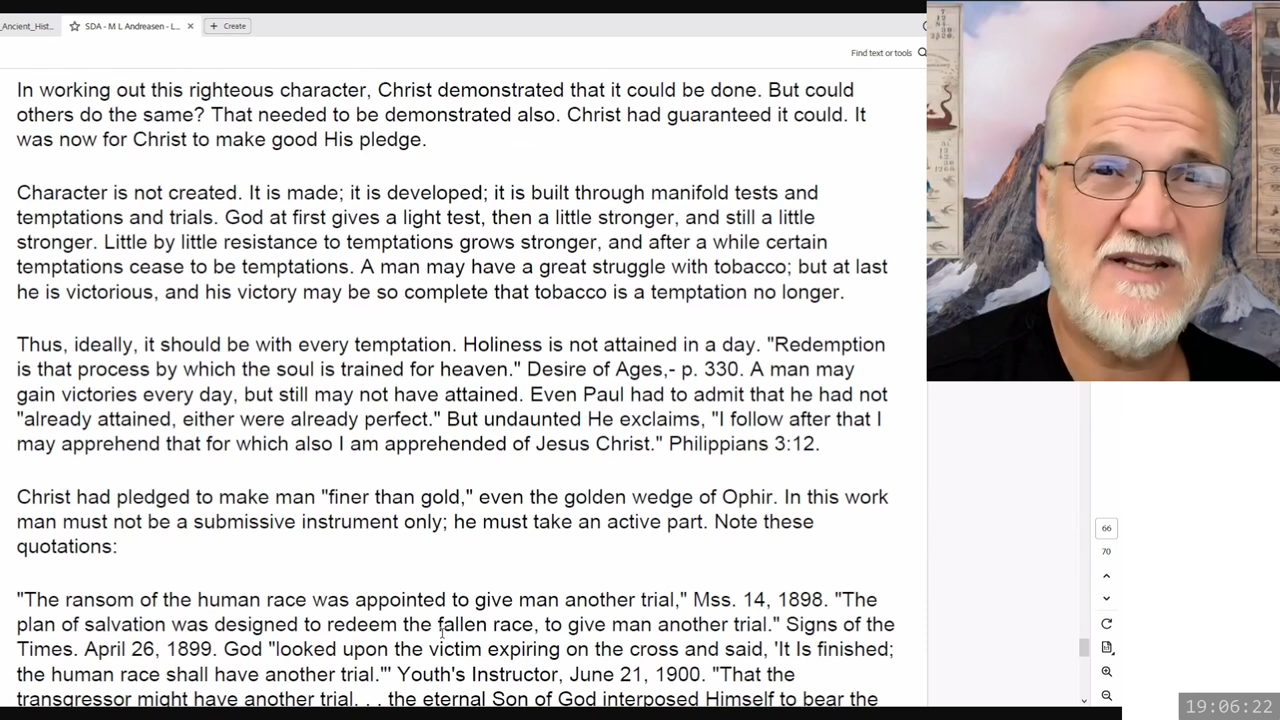 _Ancient_Hist...
SDA - M L Andreasen - L...
+ Create
Find text or tools
In working out this righteous character, Christ demonstrated that it could be done. But could
others do the same? That needed to be demonstrated also. Christ had guaranteed it could. It
was now for Christ to make good His pledge.
Character is not created. It is made; it is developed; it is built through manifold tests and
temptations and trials. God at first gives a light test, then a little stronger, and still a little
stronger. Little by little resistance to temptations grows stronger, and after a while certain
temptations cease to be temptations. A man may have a great struggle with tobacco; but at last
he is victorious, and his victory may be so complete that tobacco is a temptation no longer.
Thus, ideally, it should be with every temptation. Holiness is not attained in a day. "Redemption
is that process by which the soul is trained for heaven." Desire of Ages,- p. 330. A man may
gain victories every day, but still may not have attained. Even Paul had to admit that he had not
"already attained, either were already perfect." But undaunted He exclaims, "I follow after that I
may apprehend that for which also I am apprehended of Jesus Christ." Philippians 3:12.
Christ had pledged to make man "finer than gold," even the golden wedge of Ophir. In this work
man must not be a submissive instrument only; he must take an active part. Note these
quotations:
"The ransom of the human race was appointed to give man another trial," Mss. 14, 1898. "The
plan of salvation was designed to redeem the fallen race, to give man another trial." Signs of the
Times. April 26, 1899. God "looked upon the victim expiring on the cross and said, 'It Is finished;
the human race shall have another trial.'" Youth's Instructor, June 21, 1900. "That the
transgressor might have another trial. . . the eternal Son of God interposed Himself to bear the
66
70
19:06:22